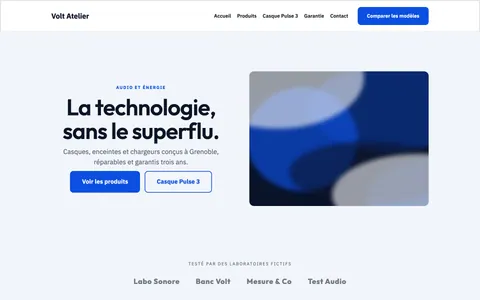 Volt Atelier
Accueil Produits Casque Pulse 3 Garantie Contact
Comparer les modèles
AUDIO ET ÉNERGIE
La technologie,
sans le superflu.
Casques, enceintes et chargeurs conçus à Grenoble,
réparables et garantis trois ans.
Voir les produits Casque Pulse 3
TESTÉ PAR DES LABORATOIRES FICTIFS
Labo Sonore Banc Volt Mesure & Co Test Audio